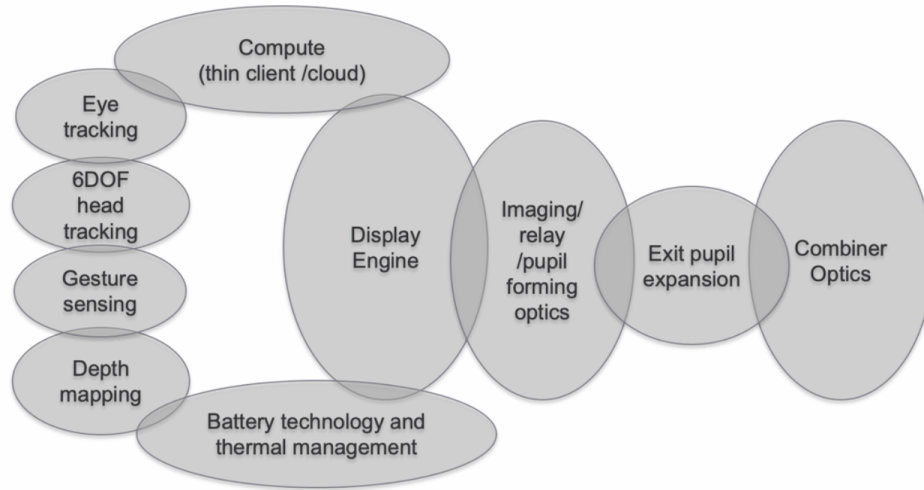 Compute
(thin client /cloud)
Eye
tracking
6DOF
head
tracking
Gesture
sensing
Depth
mapping
Battery technology and
thermal management
Display
Engine
Imaging/
relay
/pupil
forming
optics
Exit pupil
expansion
Combiner
Optics